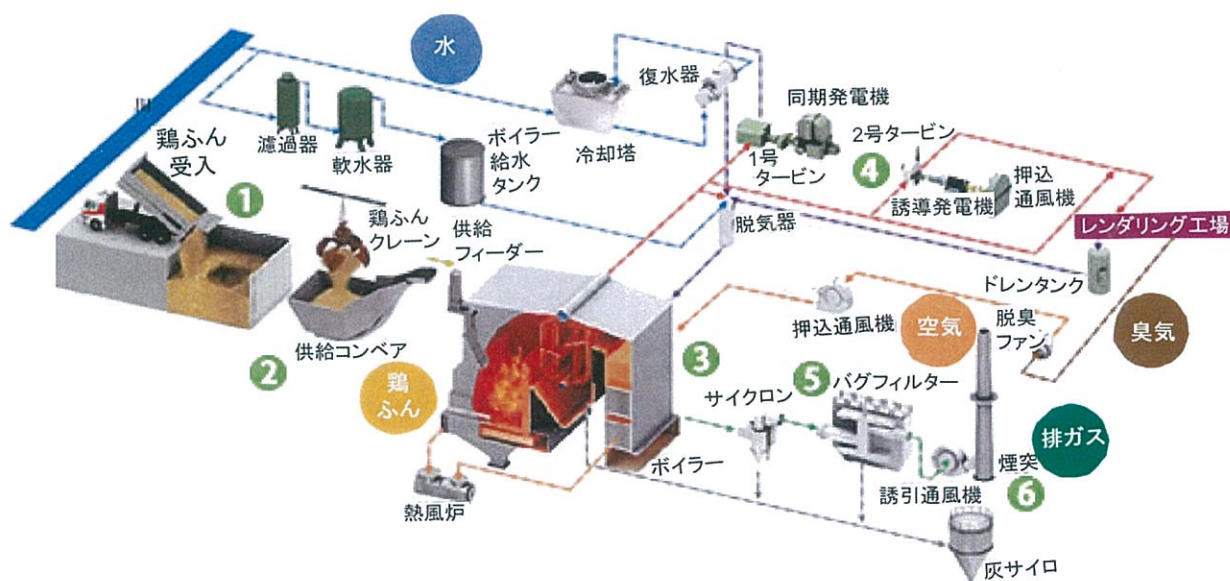 水
鶏ふん
受入
1
濾過器
軟水器
ボイラー
給水
タンク
冷却塔
復水器
同期発電機
1号
タービン
2号タービン
4
誘導発電機
押込
通風機
レンダリング工場
脱気器
ドレンタンク
鶏ふん
クレーン
供給
フィーダー
2
供給コンベア
鶏
ふん
3
押込通風機
空気
脱臭
ファン
臭気
サイクロン
5
バグフィルター
ボイラー
熱風炉
誘引通風機
煙突
6
排ガス
灰サイロ